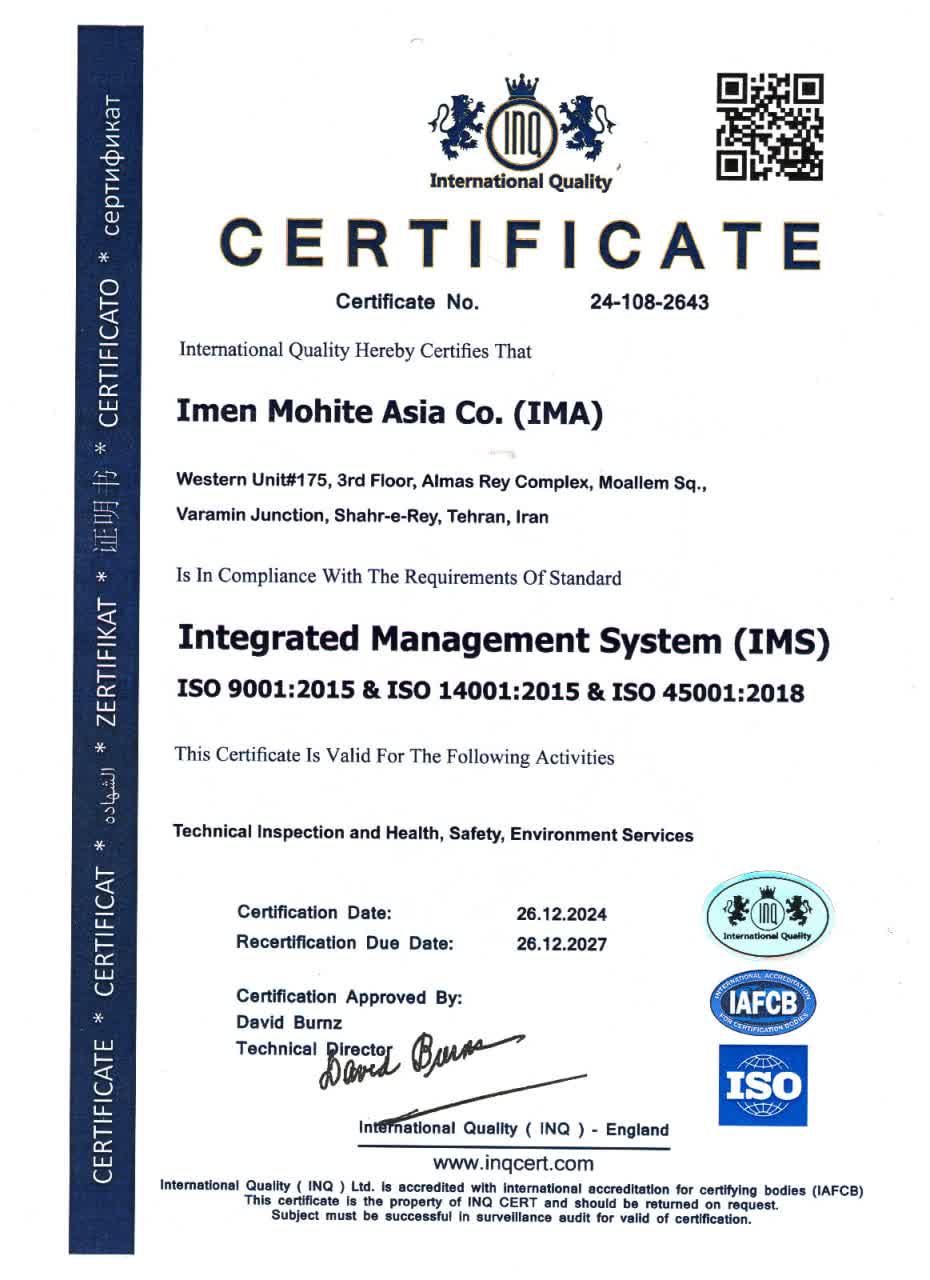 INQ
International Quality
CERTIFICATE
Certificate No. 24-108-2643
International Quality Hereby Certifies That
Imen Mohite Asia Co. (IMA)
Western Unit#175, 3rd Floor, Almas Rey Complex, Moallem Sq.,
Varamin Junction, Shahr-e-Rey, Tehran, Iran
Is In Compliance With The Requirements Of Standard
Integrated Management System (IMS)
ISO 9001:2015 & ISO 14001:2015 & ISO 45001:2018
This Certificate Is Valid For The Following Activities
Technical Inspection and Health, Safety, Environment Services
Certification Date: 26.12.2024
Recertification Due Date: 26.12.2027
Certification Approved By:
David Burnz
Technical Director
David Burns
International Quality ( INQ ) - England
www.inqcert.com
International Quality ( INQ ) Ltd. is accredited with international accreditation for certifying bodies (IAFCB)
This certificate is the property of INQ CERT and should be returned on request.
Subject must be successful in surveillance audit for valid of certification.
INQ
International Quality
INTERNATIONAL ACCREDITATION
IAFCB
FOR CERTIFICATION BODIES
ISO
CERTIFICATE * CERTIFICAT * الشهاده * ZERTIFIKAT * 证明书 * CERTIFICATO * сертификат